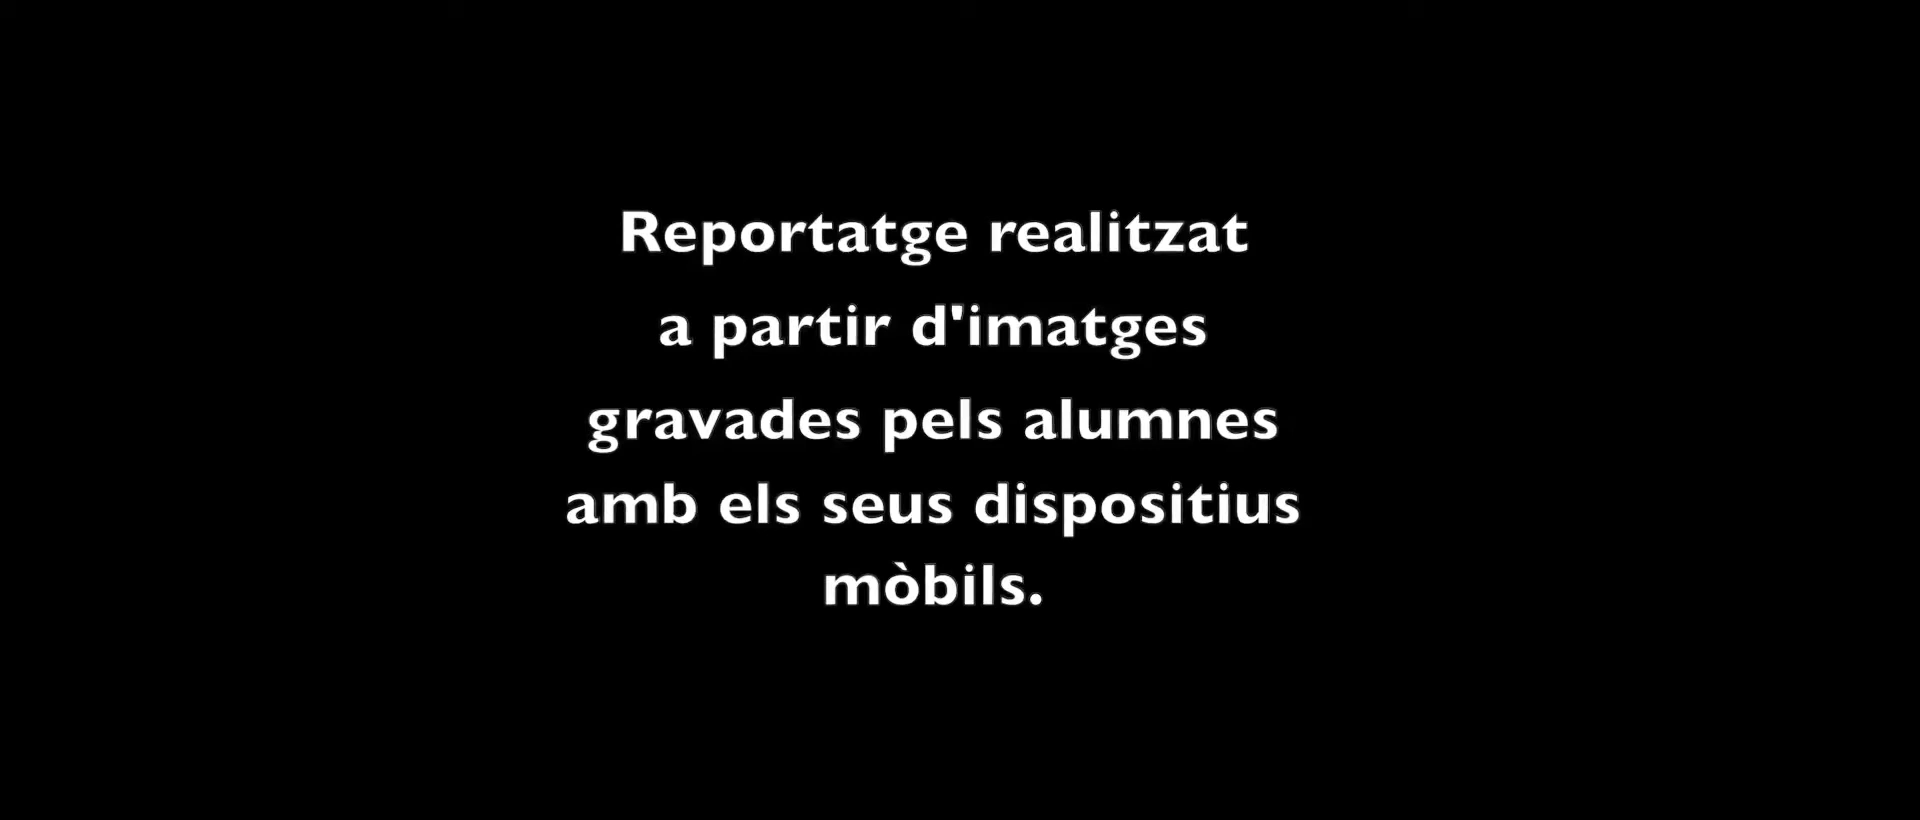 Reportatge realitzat
a partir d'imatges
gravades pels alumnes
amb els seus dispositius
mòbils.